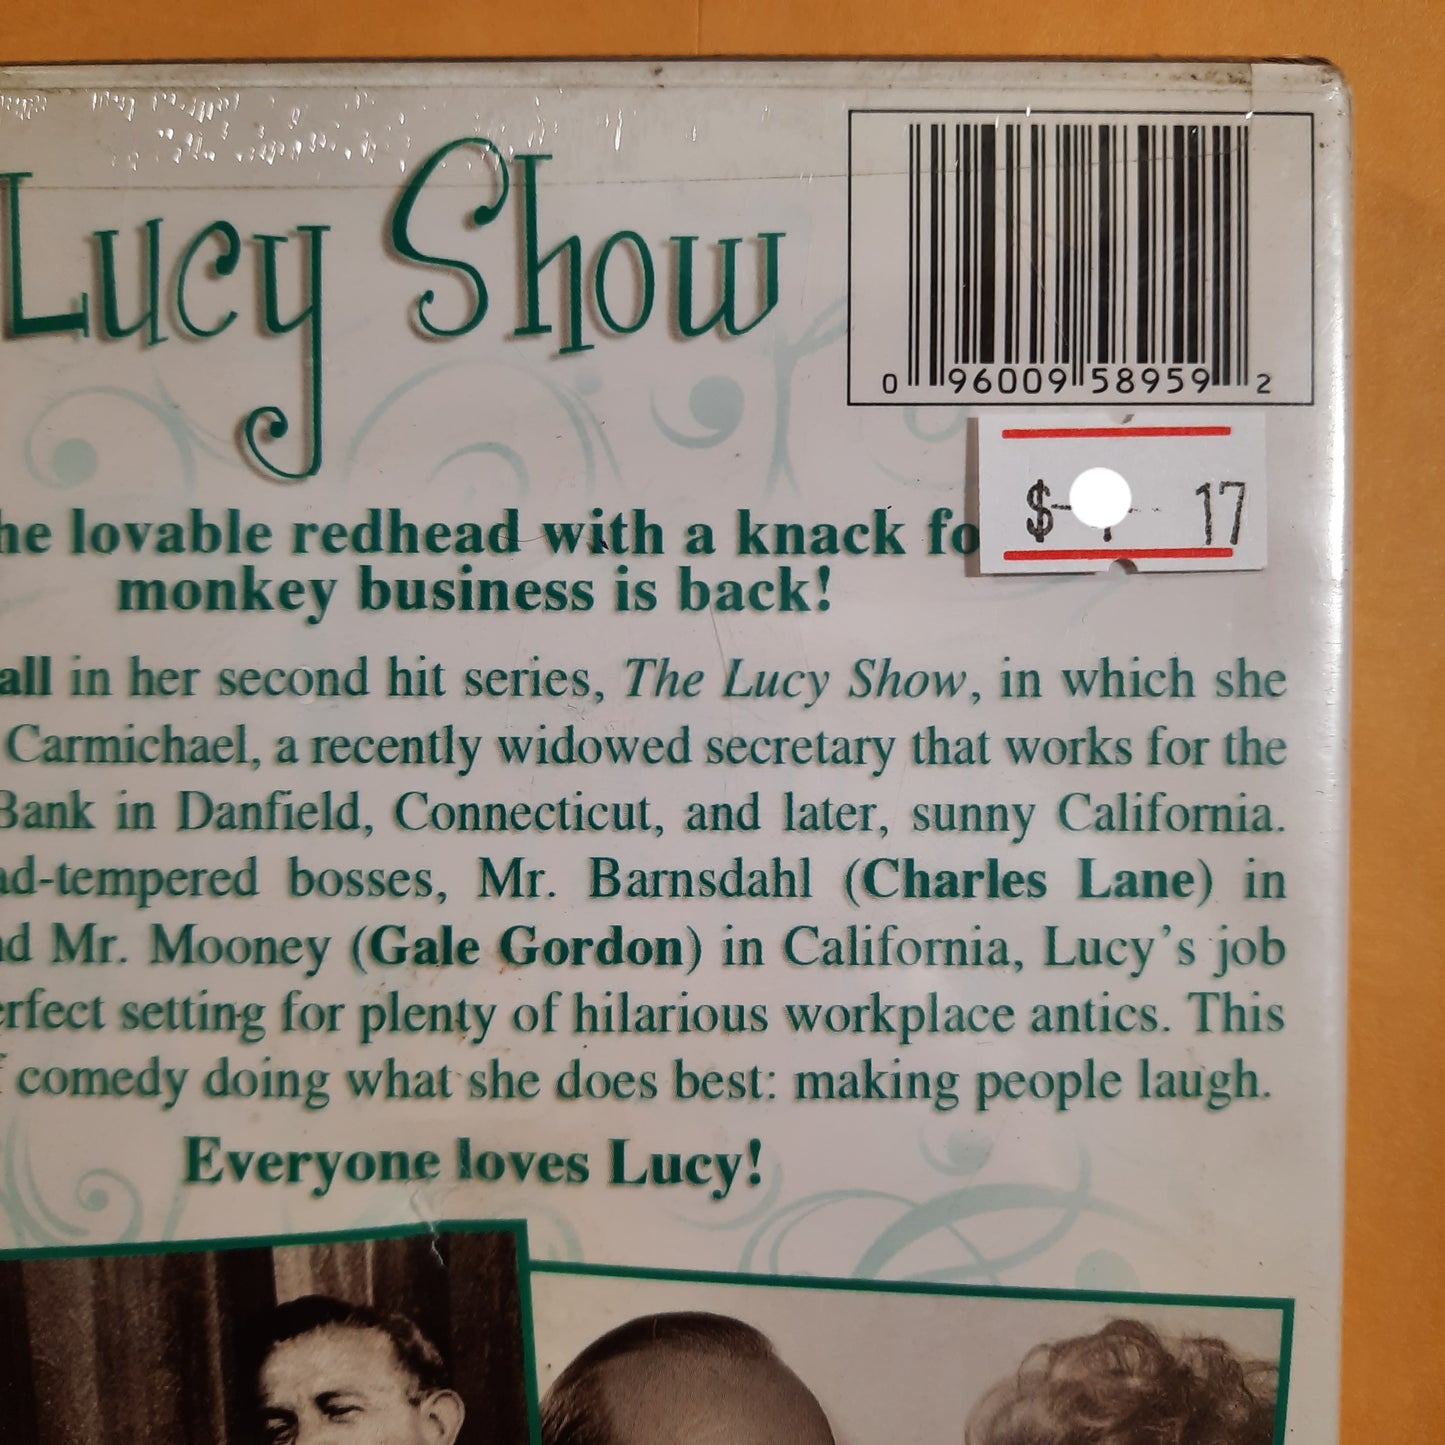 Lucy Show
0 96009 58959 2
$ 17
he lovable redhead with a knack fo
monkey business is back!
all in her second hit series, The Lucy Show, in which she
Carmichael, a recently widowed secretary that works for the
Bank in Danfield, Connecticut, and later, sunny California.
ad-tempered bosses, Mr. Barnsdahl (Charles Lane) in
nd Mr. Mooney (Gale Gordon) in California, Lucy's job
erfect setting for plenty of hilarious workplace antics. This
f comedy doing what she does best: making people laugh.
Everyone loves Lucy!